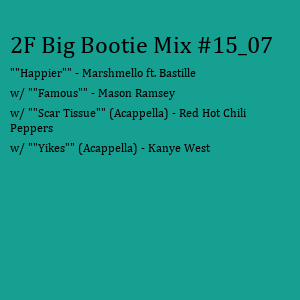 2F Big Bootie Mix #15_07
""Happier"" - Marshmello ft. Bastille
w/ ""Famous"" - Mason Ramsey
w/ ""Scar Tissue"" (Acappella) - Red Hot Chili
Peppers
w/ ""Yikes"" (Acappella) - Kanye West